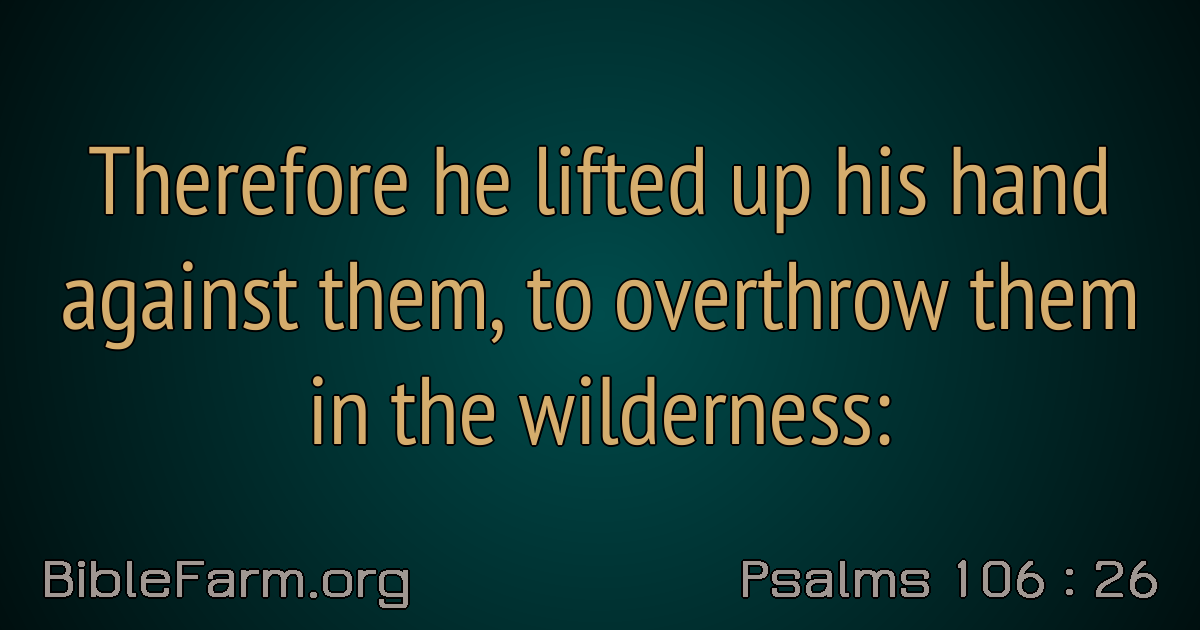 Therefore he lifted up his hand
against them, to overthrow them
in the wilderness:
BibleFarm.org
Psalms 106 : 26